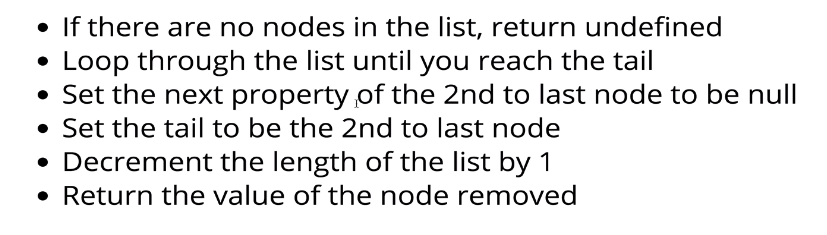 • If there are no nodes in the list, return undefined
• Loop through the list until you reach the tail
• Set the next property of the 2nd to last node to be null
• Set the tail to be the 2nd to last node
• Decrement the length of the list by 1
• Return the value of the node removed